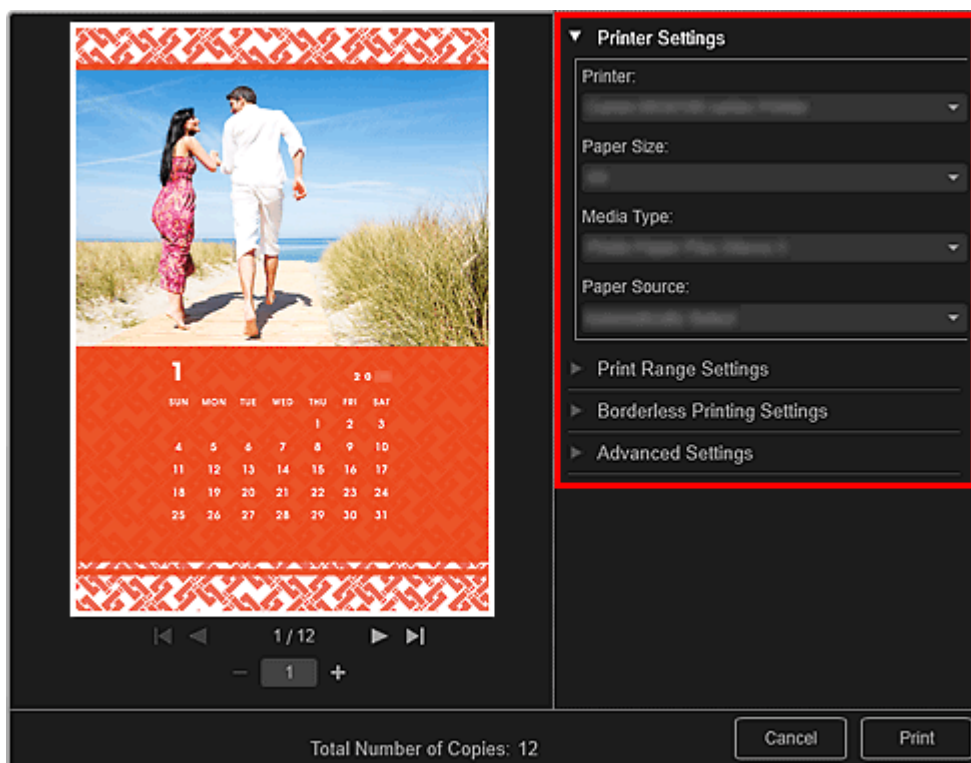 1
20
SUN MON TUE WED THU FRI SAT
1 2 3
4 5 6 7 8 9 10
11 12 13 14 15 16 17
18 19 20 21 22 23 24
25 26 27 28 29 30 31
1 / 12
1
Total Number of Copies: 12
Printer Settings
Printer:
Paper Size:
Media Type:
Paper Source:
Print Range Settings
Borderless Printing Settings
Advanced Settings
Cancel
Print